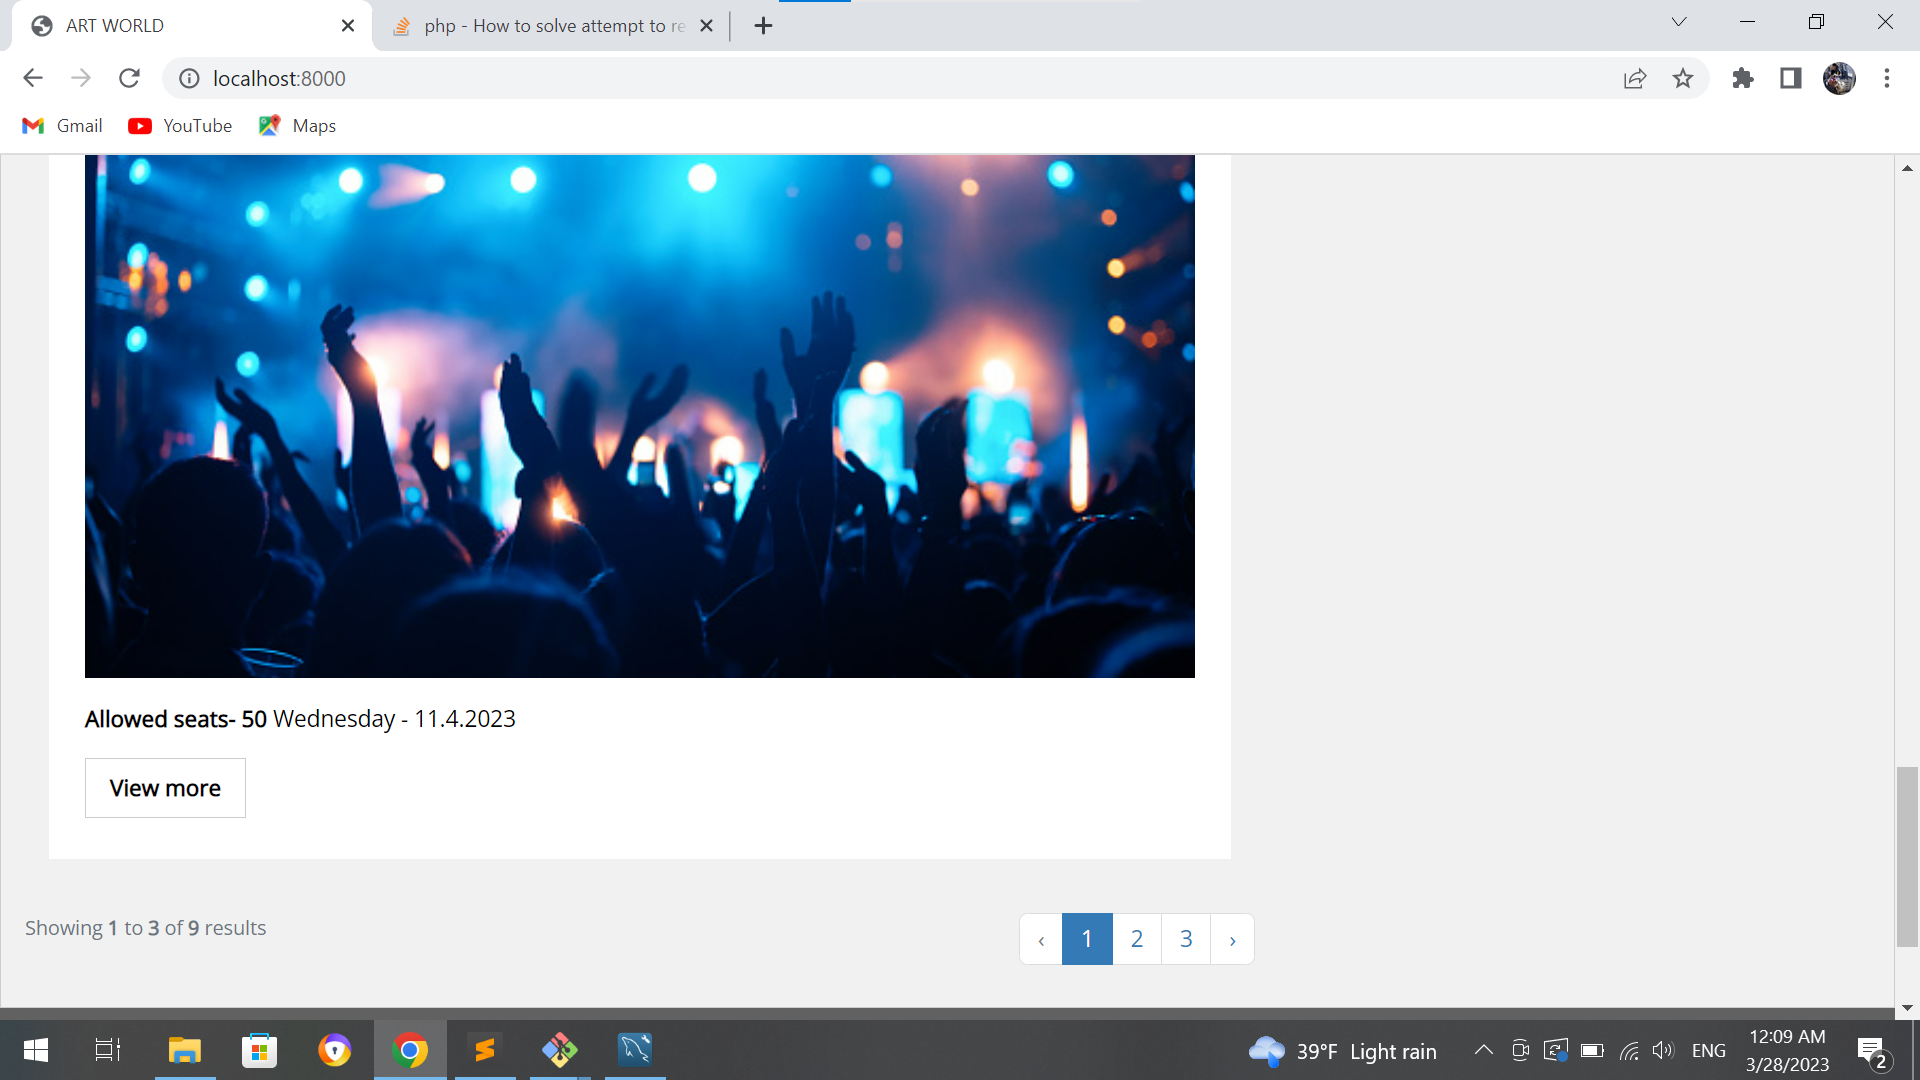 ART WORLD
php - How to solve attempt to re
localhost:8000
Gmail YouTube Maps
Allowed seats- 50 Wednesday - 11.4.2023
View more
Showing 1 to 3 of 9 results
‹ 1 2 3 ›
39°F Light rain
ENG
12:09 AM
3/28/2023
2